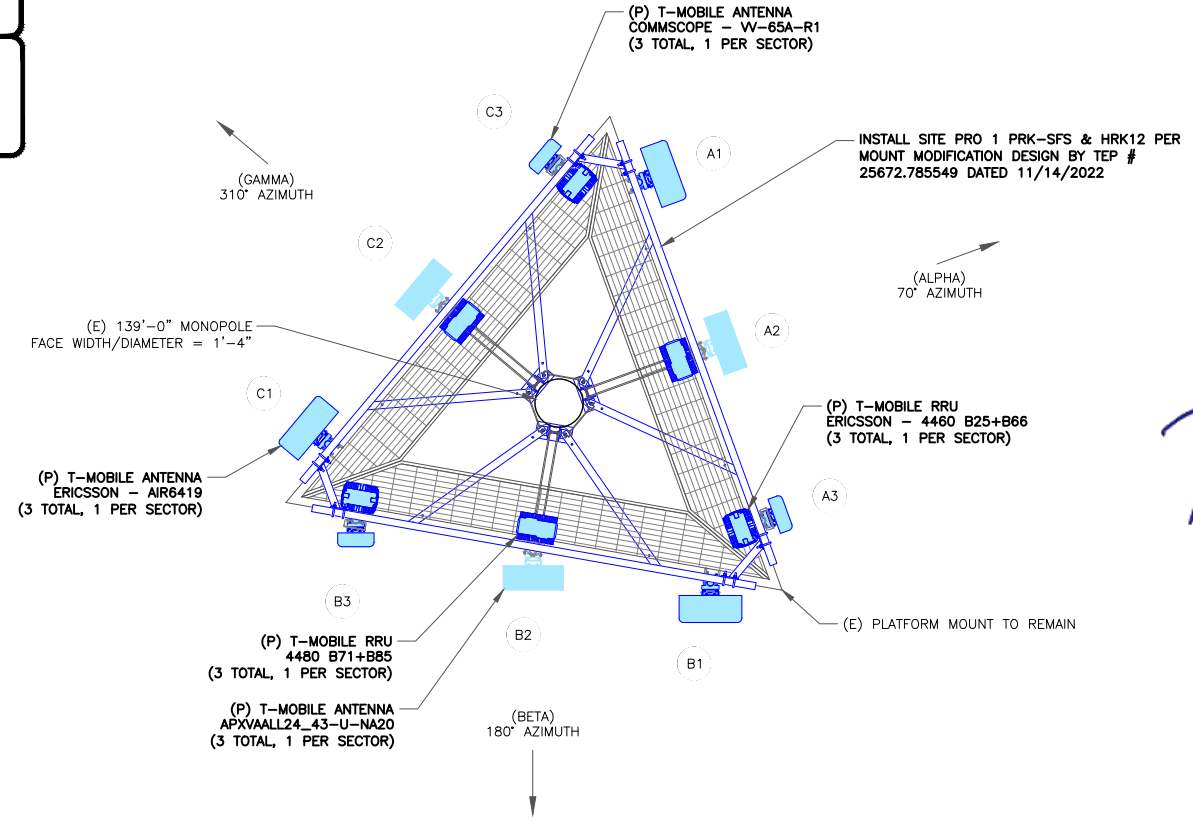 (P) T-MOBILE ANTENNA
COMMSCOPE - VV-65A-R1
(3 TOTAL, 1 PER SECTOR)
C3
A1
INSTALL SITE PRO 1 PRK-SFS & HRK12 PER
MOUNT MODIFICATION DESIGN BY TEP #
25672.785549 DATED 11/14/2022
(GAMMA)
310° AZIMUTH
C2
(ALPHA)
70° AZIMUTH
(E) 139'-0" MONOPOLE
FACE WIDTH/DIAMETER = 1'-4"
A2
C1
(P) T-MOBILE RRU
ERICSSON - 4460 B25+B66
(3 TOTAL, 1 PER SECTOR)
(P) T-MOBILE ANTENNA
ERICSSON - AIR6419
(3 TOTAL, 1 PER SECTOR)
A3
B3
B2
B1
(E) PLATFORM MOUNT TO REMAIN
(P) T-MOBILE RRU
4480 B71+B85
(3 TOTAL, 1 PER SECTOR)
(P) T-MOBILE ANTENNA
APXVAALL24_43-U-NA20
(3 TOTAL, 1 PER SECTOR)
(BETA)
180° AZIMUTH